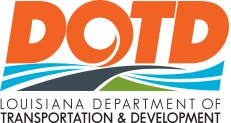 DOTD
LOUISIANA DEPARTMENT OF
TRANSPORTATION & DEVELOPMENT